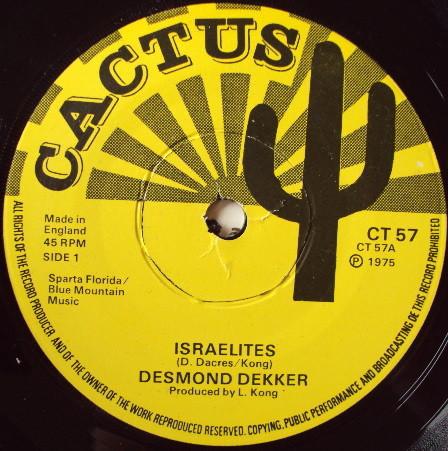 CACTUS
Made in
England
45 RPM
SIDE 1
Sparta Florida/
Blue Mountain
Music
CT 57
CT 57A
Ⓟ 1975
ISRAELITES
(D. Dacres/Kong)
DESMOND DEKKER
Produced by L. Kong
ALL RIGHTS OF THE RECORD PRODUCER AND OF THE OWNER OF THE WORK REPRODUCED RESERVED. COPYING, PUBLIC PERFORMANCE AND BROADCASTING OF THIS RECORD PROHIBITED